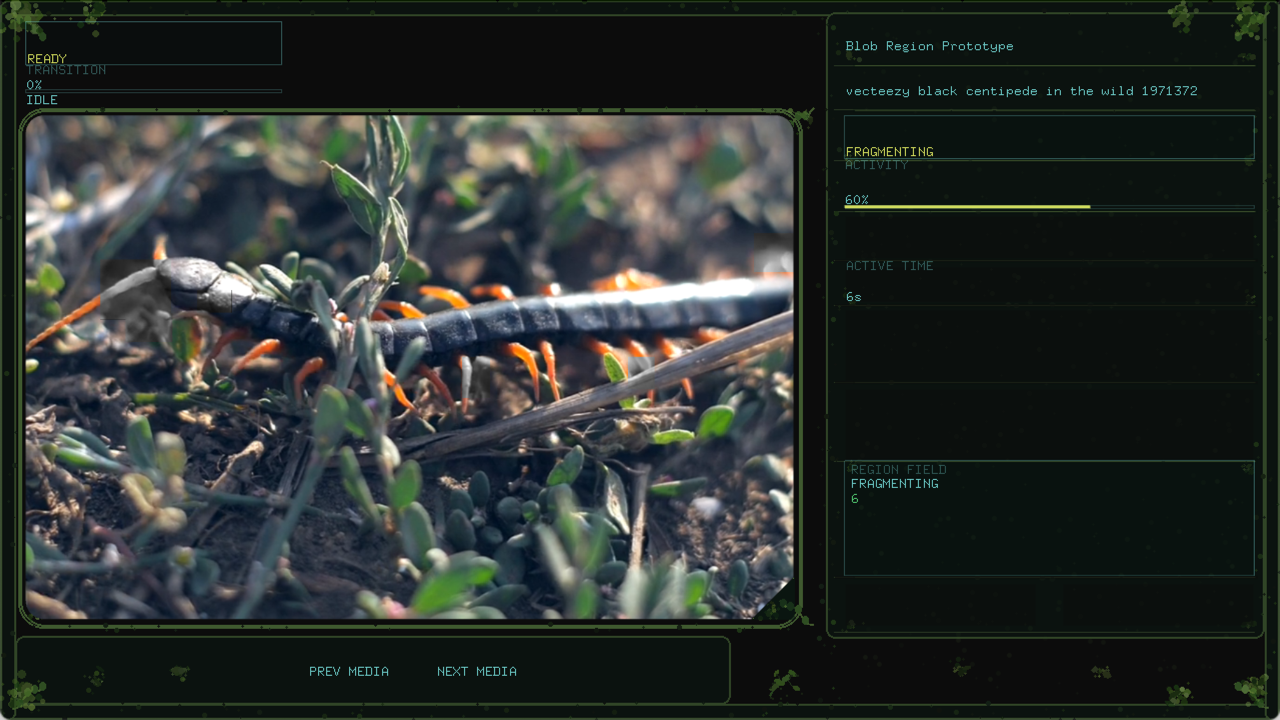 READY
TRANSITION
0%
IDLE
Blob Region Prototype
vecteezy black centipede in the wild 1971372
FRAGMENTING
ACTIVITY
60%
ACTIVE TIME
6s
REGION FIELD
FRAGMENTING
6
PREV MEDIA
NEXT MEDIA